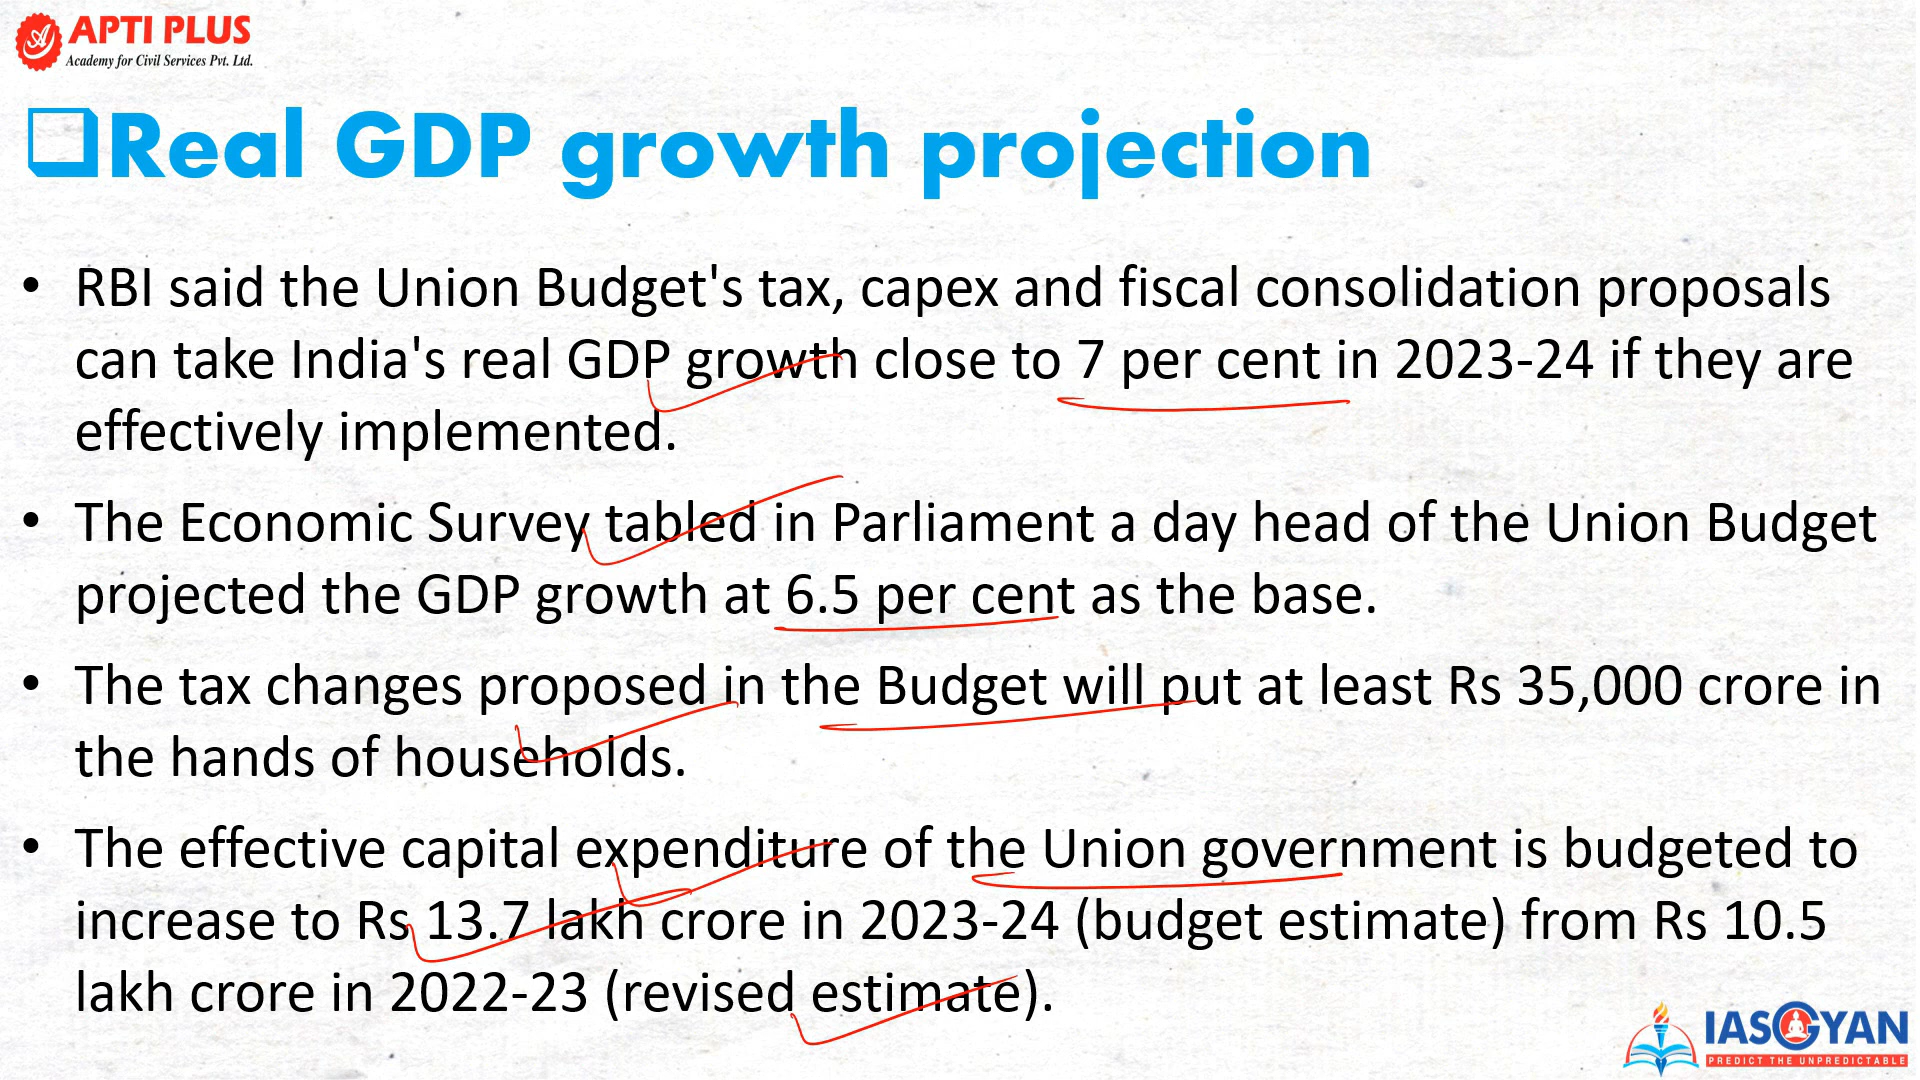 APTI PLUS
Academy for Civil Services Pvt. Ltd.
Real GDP growth projection
• RBI said the Union Budget's tax, capex and fiscal consolidation proposals
can take India's real GDP growth close to 7 per cent in 2023-24 if they are
effectively implemented.
• The Economic Survey tabled in Parliament a day head of the Union Budget
projected the GDP growth at 6.5 per cent as the base.
• The tax changes proposed in the Budget will put at least Rs 35,000 crore in
the hands of households.
• The effective capital expenditure of the Union government is budgeted to
increase to Rs 13.7 lakh crore in 2023-24 (budget estimate) from Rs 10.5
lakh crore in 2022-23 (revised estimate).
IASGYAN
PREDICT THE UNPREDICTABLE